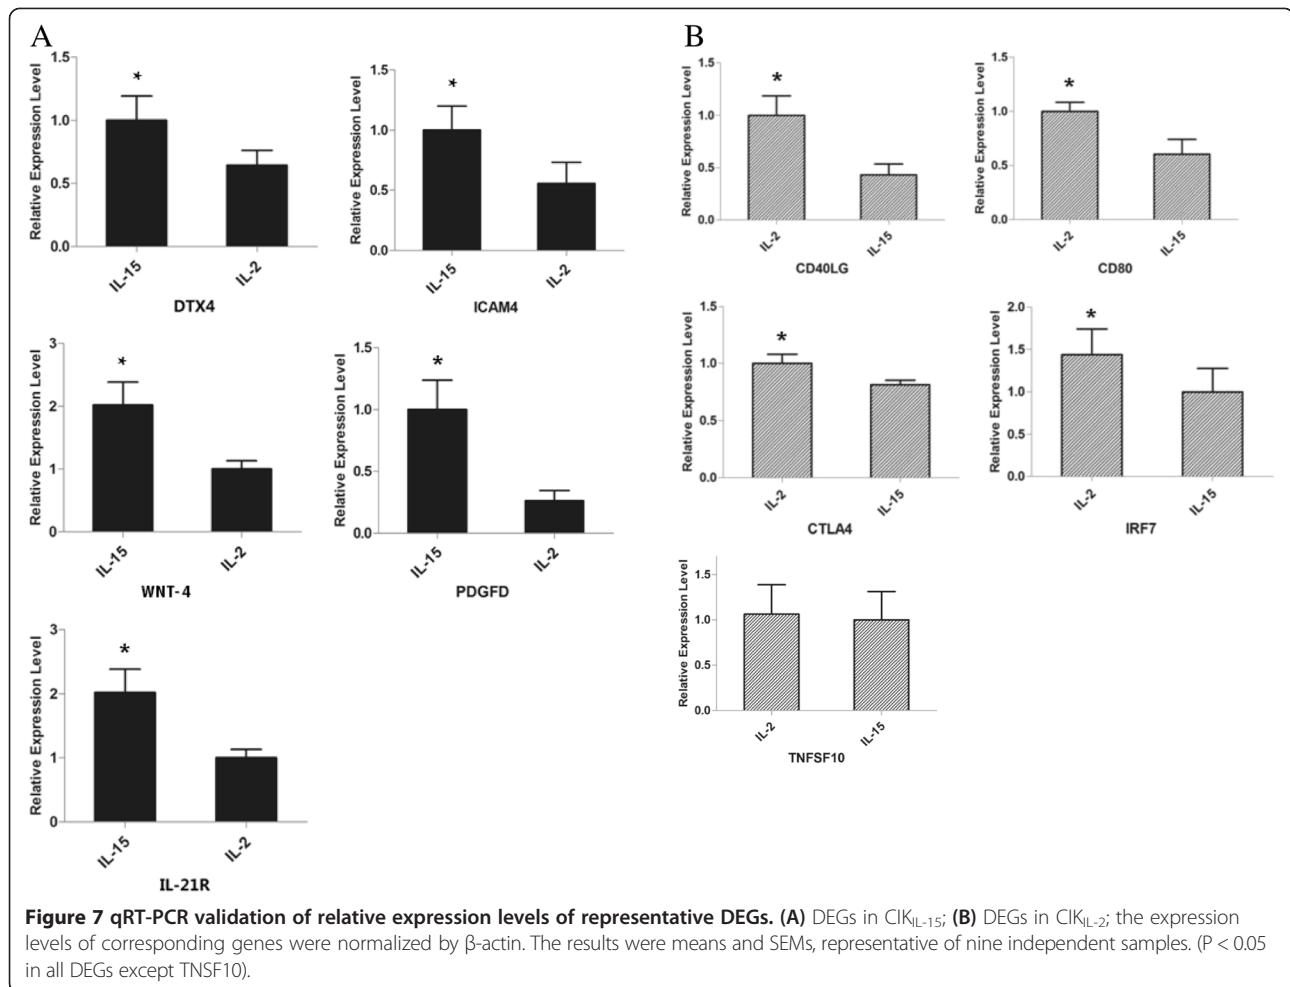 A
B
Relative Expression Level
1.5
1.0
0.5
0.0
*
IL-15
IL-2
DTX4
Relative Expression Level
1.5
1.0
0.5
0.0
*
IL-15
IL-2
ICAM4
Relative Expression Level
1.5
1.0
0.5
0.0
*
IL-2
IL-15
CD40LG
Relative Expression Level
1.5
1.0
0.5
0.0
*
IL-2
IL-15
CD80
Relative Expression Level
3
2
1
0
*
IL-15
IL-2
WNT-4
Relative Expression Level
1.5
1.0
0.5
0.0
*
IL-15
IL-2
PDGFD
Relative Expression Level
1.5
1.0
0.5
0.0
*
IL-2
IL-15
CTLA4
Relative Expression Level
2.0
1.5
1.0
0.5
0.0
*
IL-2
IL-15
IRF7
Relative Expression Level
3
2
1
0
*
IL-15
IL-2
IL-21R
Relative Expression Level
1.5
1.0
0.5
0.0
IL-2
IL-15
TNFSF10
Figure 7 qRT-PCR validation of relative expression levels of representative DEGs. (A) DEGs in CIK_IL-15; (B) DEGs in CIK_IL-2; the expression
levels of corresponding genes were normalized by β-actin. The results were means and SEMs, representative of nine independent samples. (P < 0.05
in all DEGs except TNSF10).